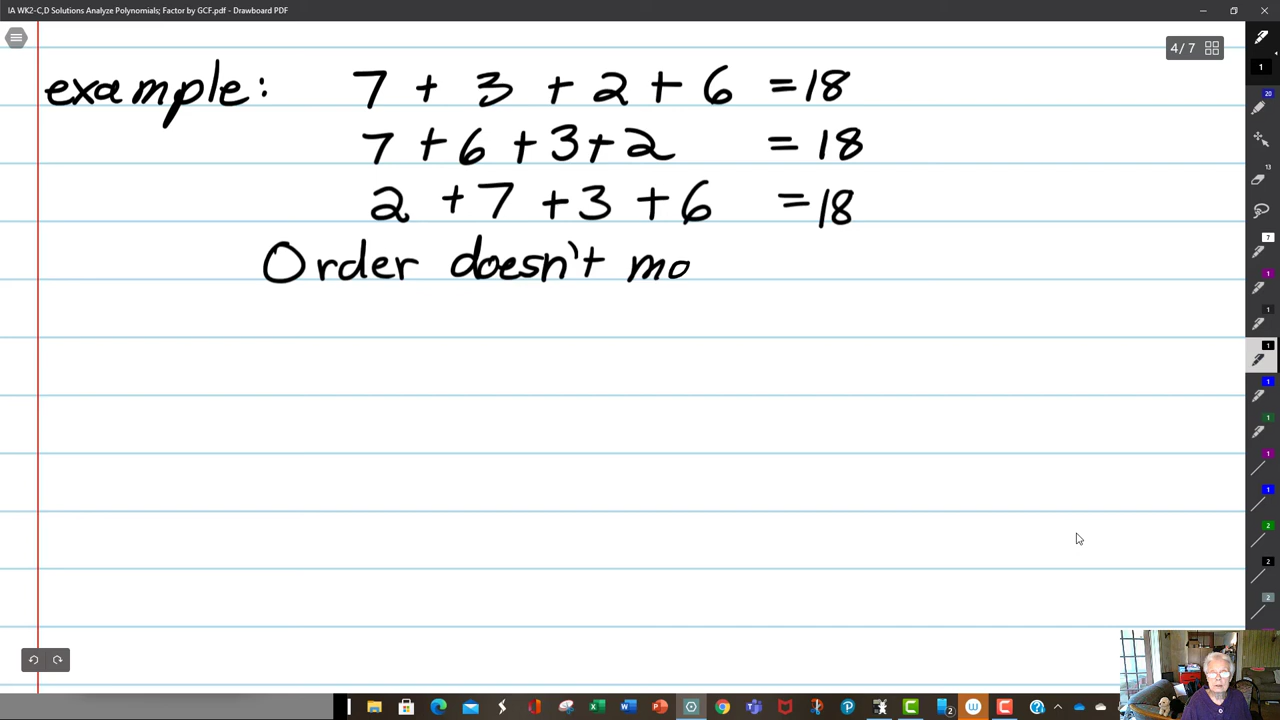 IA WK2-C,D Solutions Analyze Polynomials; Factor by GCF.pdf - Drawboard PDF
4 / 7
example: 7 + 3 + 2 + 6 = 18
7 + 6 + 3 + 2 = 18
2 + 7 + 3 + 6 = 18
Order doesn't mo